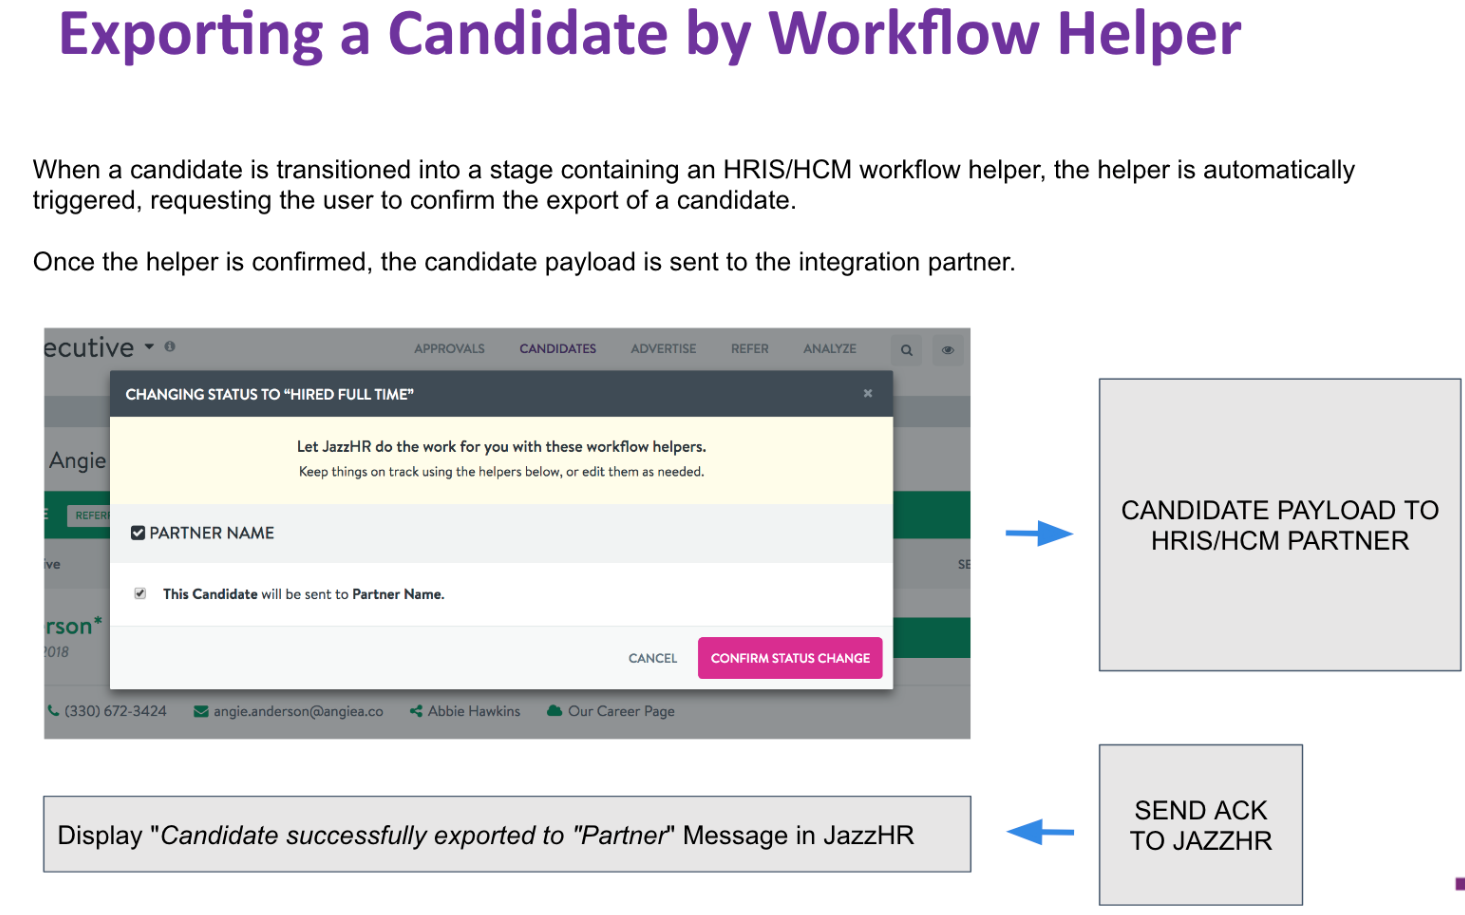 Exporting a Candidate by Workflow Helper
When a candidate is transitioned into a stage containing an HRIS/HCM workflow helper, the helper is automatically
triggered, requesting the user to confirm the export of a candidate.
Once the helper is confirmed, the candidate payload is sent to the integration partner.
ecutive
APPROVALS CANDIDATES ADVERTISE REFER ANALYZE
CHANGING STATUS TO “HIRED FULL TIME” ×
Let JazzHR do the work for you with these workflow helpers.
Keep things on track using the helpers below, or edit them as needed.
Angie
REFER
PARTNER NAME
ive
SE
This Candidate will be sent to Partner Name.
rson*
2018
CANCEL CONFIRM STATUS CHANGE
(330) 672-3424 angie.anderson@angiea.co Abbie Hawkins Our Career Page
CANDIDATE PAYLOAD TO
HRIS/HCM PARTNER
SEND ACK
TO JAZZHR
Display "Candidate successfully exported to "Partner" Message in JazzHR